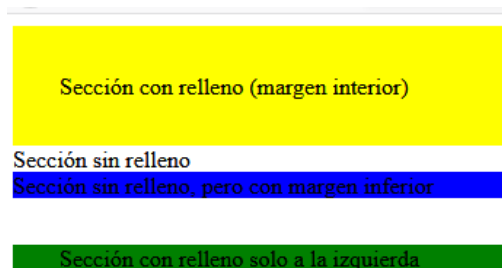 Sección con relleno (margen interior)
Sección sin relleno
Sección sin relleno, pero con margen inferior
Sección con relleno solo a la izquierda